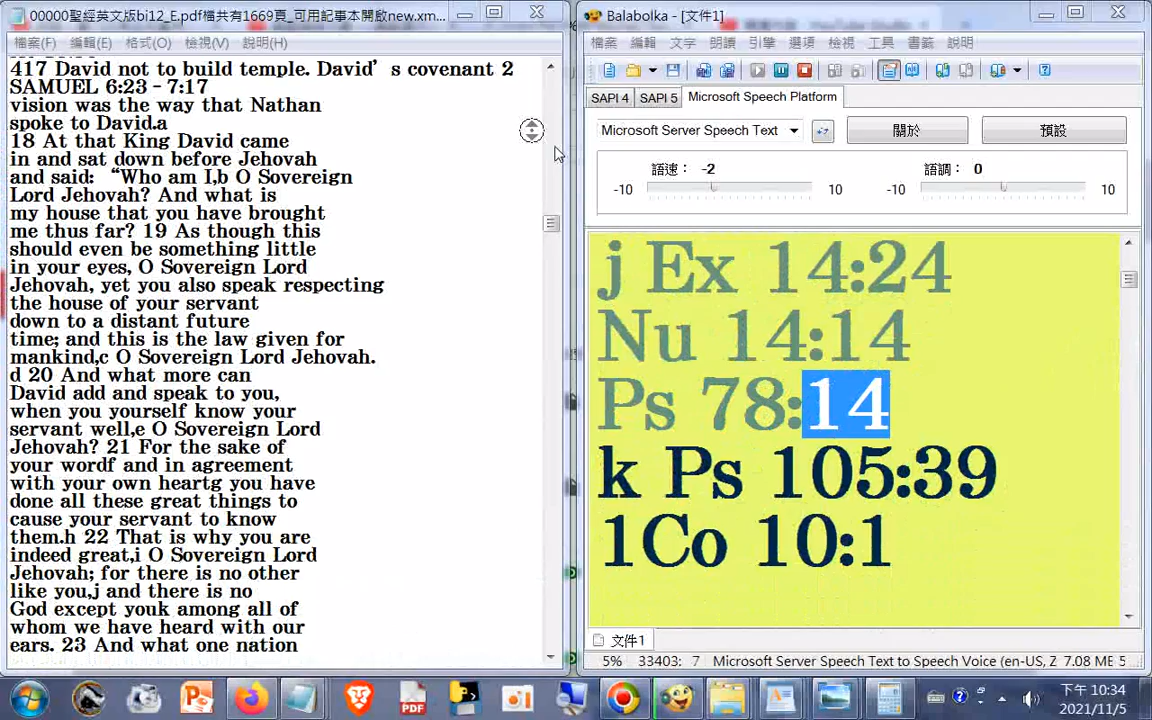 00000聖經英文版bi12_E.pdf檔共有1669頁_可用記事本開啟new.xm...
檔案(F) 編輯(E) 格式(O) 檢視(V) 說明(H)
417 David not to build temple. David’s covenant 2
SAMUEL 6:23 – 7:17
vision was the way that Nathan
spoke to David.a
18 At that King David came
in and sat down before Jehovah
and said: “Who am I,b O Sovereign
Lord Jehovah? And what is
my house that you have brought
me thus far? 19 As though this
should even be something little
in your eyes, O Sovereign Lord
Jehovah, yet you also speak respecting
the house of your servant
down to a distant future
time; and this is the law given for
mankind,c O Sovereign Lord Jehovah.
d 20 And what more can
David add and speak to you,
when you yourself know your
servant well,e O Sovereign Lord
Jehovah? 21 For the sake of
your wordf and in agreement
with your own heartg you have
done all these great things to
cause your servant to know
them.h 22 That is why you are
indeed great,i O Sovereign Lord
Jehovah; for there is no other
like you,j and there is no
God except youk among all of
whom we have heard with our
ears. 23 And what one nation
Balabolka - [文件1]
檔案 編輯 文字 朗讀 引擎 選項 檢視 工具 書籤 說明
SAPI 4 SAPI 5 Microsoft Speech Platform
Microsoft Server Speech Text 關於 預設
語速： -2 語調： 0
-10 10 -10 10
j Ex 14:24
Nu 14:14
Ps 78:14
k Ps 105:39
1Co 10:1
文件1
5% 33403: 7 Microsoft Server Speech Text to Speech Voice (en-US, Z 7.08 MB 5
PDF
下午 10:34
2021/11/5